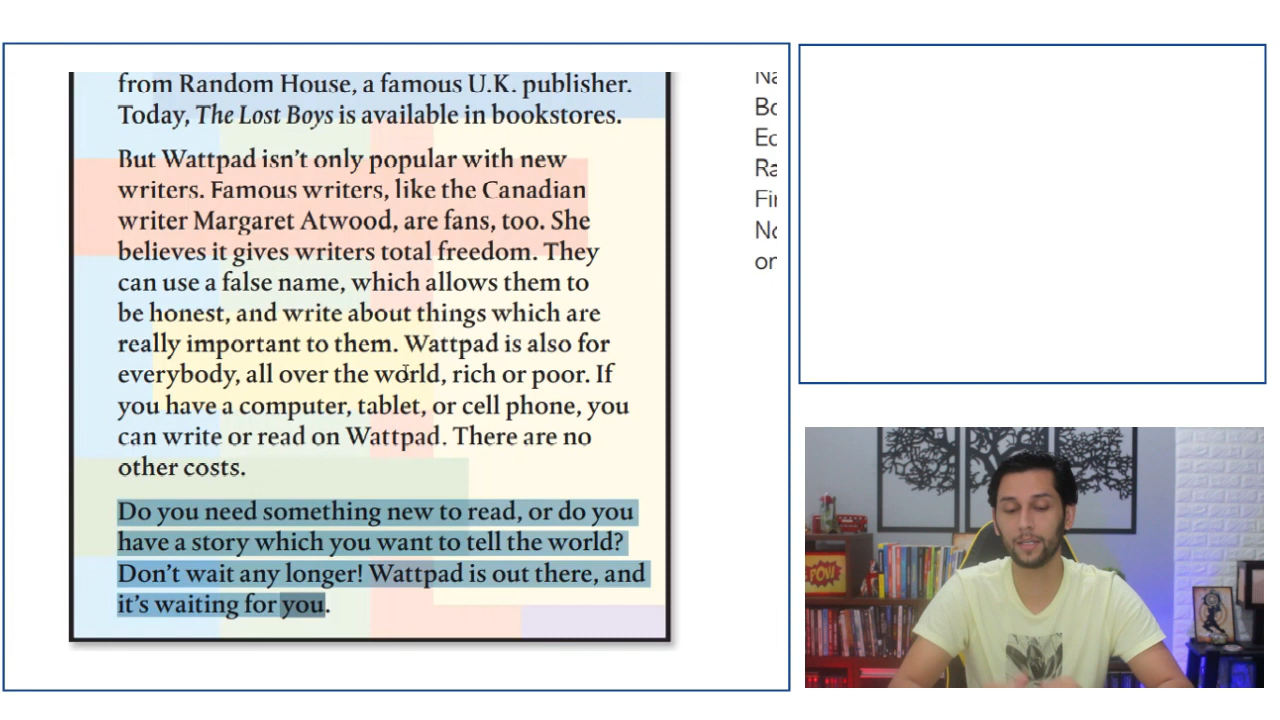 from Random House, a famous U.K. publisher.
Today, The Lost Boys is available in bookstores.
But Wattpad isn't only popular with new
writers. Famous writers, like the Canadian
writer Margaret Atwood, are fans, too. She
believes it gives writers total freedom. They
can use a false name, which allows them to
be honest, and write about things which are
really important to them. Wattpad is also for
everybody, all over the world, rich or poor. If
you have a computer, tablet, or cell phone, you
can write or read on Wattpad. There are no
other costs.
Do you need something new to read, or do you
have a story which you want to tell the world?
Don't wait any longer! Wattpad is out there, and
it's waiting for you.
POW!